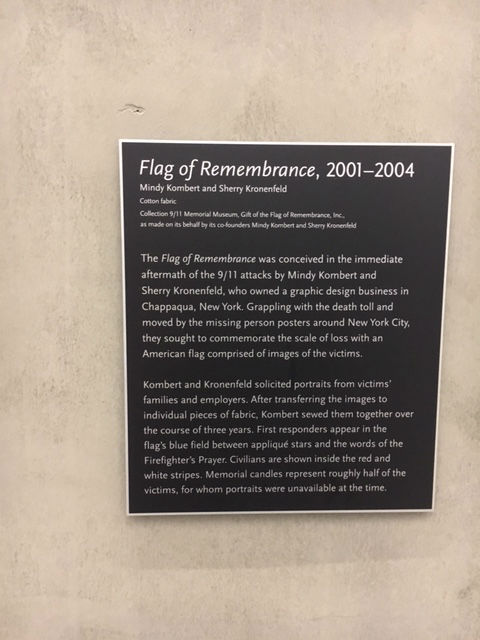 Flag of Remembrance, 2001–2004
Mindy Kombert and Sherry Kronenfeld
Cotton fabric
Collection 9/11 Memorial Museum, Gift of the Flag of Remembrance, Inc.,
as made on its behalf by its co-founders Mindy Kombert and Sherry Kronenfeld
The Flag of Remembrance was conceived in the immediate
aftermath of the 9/11 attacks by Mindy Kombert and
Sherry Kronenfeld, who owned a graphic design business in
Chappaqua, New York. Grappling with the death toll and
moved by the missing person posters around New York City,
they sought to commemorate the scale of loss with an
American flag comprised of images of the victims.
Kombert and Kronenfeld solicited portraits from victims'
families and employers. After transferring the images to
individual pieces of fabric, Kombert sewed them together over
the course of three years. First responders appear in the
flag's blue field between appliqué stars and the words of the
Firefighter's Prayer. Civilians are shown inside the red and
white stripes. Memorial candles represent roughly half of the
victims, for whom portraits were unavailable at the time.